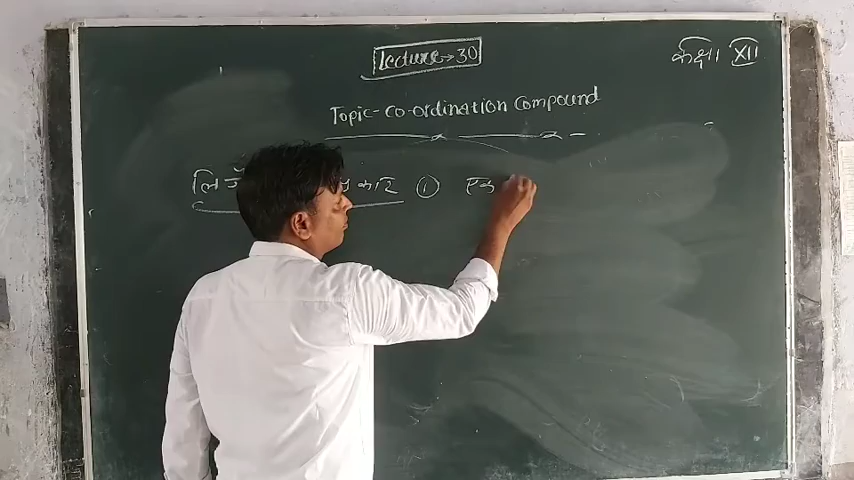 Lecture→30
कक्षा XII
Topic-Co-ordination Compound
लि
कार ① एक